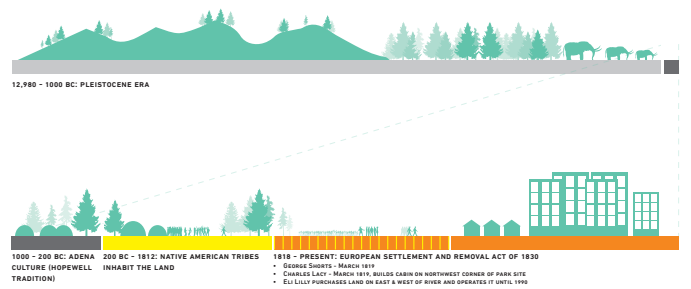 12,980 – 1000 BC: PLEISTOCENE ERA
1000 – 200 BC: ADENA
CULTURE (HOPEWELL
TRADITION)
200 BC – 1812: NATIVE AMERICAN TRIBES
INHABIT THE LAND
1818 – PRESENT: EUROPEAN SETTLEMENT AND REMOVAL ACT OF 1830
• GEORGE SHORTS - MARCH 1819
• CHARLES LACY - MARCH 1819, BUILDS CABIN ON NORTHWEST CORNER OF PARK SITE
• ELI LILLY PURCHASES LAND ON EAST & WEST OF RIVER AND OPERATES IT UNTIL 1990